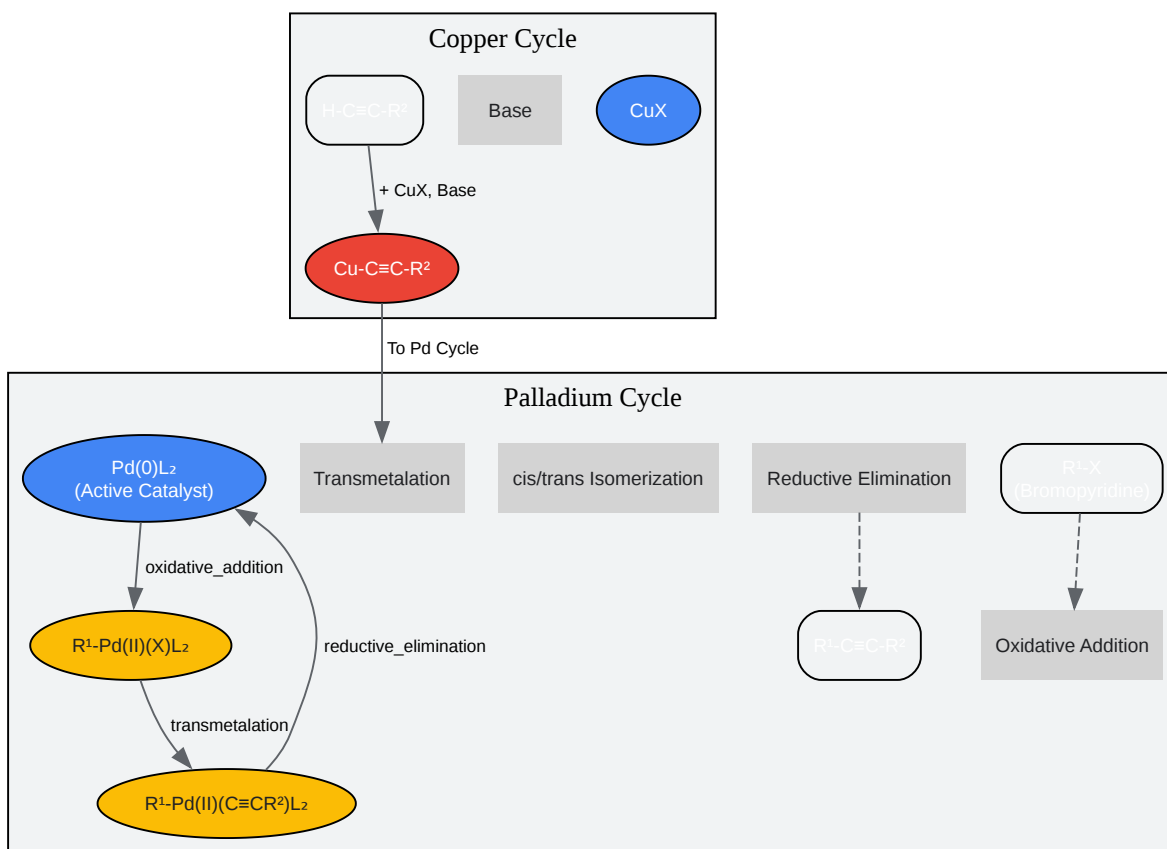 Copper Cycle
H-C≡C-R²
Base
CuX
+ CuX, Base
Cu-C≡C-R²
To Pd Cycle
Palladium Cycle
Pd(0)L₂
(Active Catalyst)
Transmetalation
cis/trans Isomerization
Reductive Elimination
R¹-X
(Bromopyridine)
oxidative_addition
R¹-Pd(II)(X)L₂
reductive_elimination
R¹-C≡C-R²
Oxidative Addition
transmetalation
R¹-Pd(II)(C≡CR²)L₂